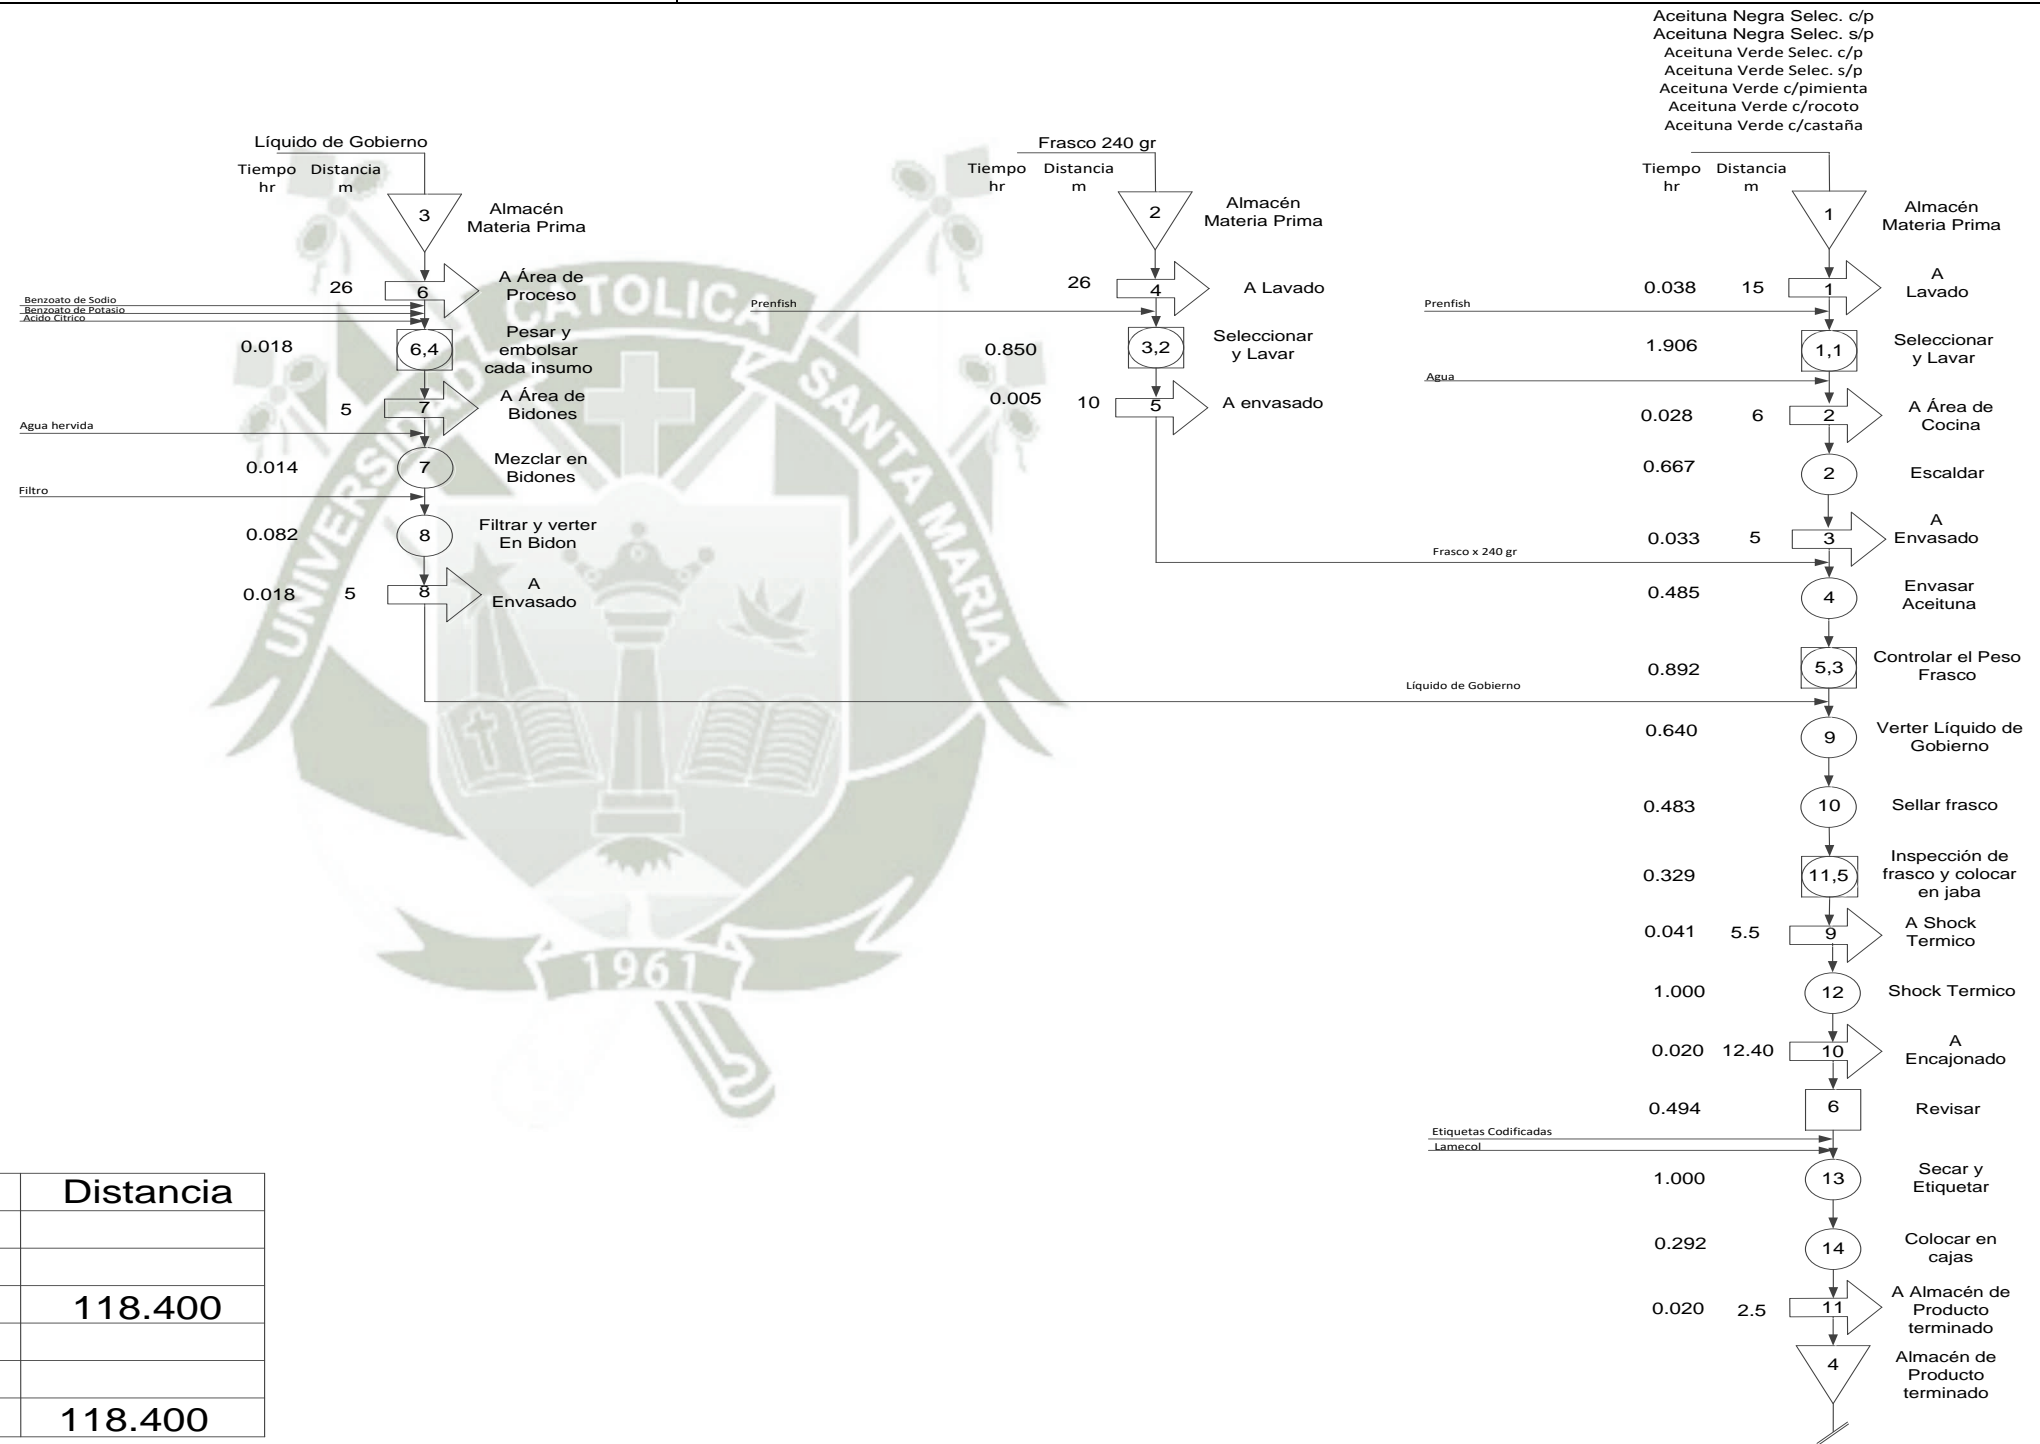 Líquido de Gobierno
Tiempo
hr
Distancia
m
3
Almacén
Materia Prima
26
6
A Área de
Proceso
Benzoato de Sodio
Benzoato de Potasio
Acido Citrico
0.018
6,4
Pesar y
embolsar
cada insumo
5
7
A Área de
Bidones
Agua hervida
0.014
7
Mezclar en
Bidones
Filtro
0.082
8
Filtrar y verter
En Bidon
0.018
5
8
A
Envasado
Frasco 240 gr
Tiempo
hr
Distancia
m
2
Almacén
Materia Prima
26
4
A Lavado
Prenfish
0.850
3,2
Seleccionar
y Lavar
0.005
10
5
A envasado
Aceituna Negra Selec. c/p
Aceituna Negra Selec. s/p
Aceituna Verde Selec. c/p
Aceituna Verde Selec. s/p
Aceituna Verde c/pimienta
Aceituna Verde c/rocoto
Aceituna Verde c/castaña
Tiempo
hr
Distancia
m
1
Almacén
Materia Prima
0.038
15
1
A
Lavado
Prenfish
1.906
1,1
Seleccionar
y Lavar
Agua
0.028
6
2
A Área de
Cocina
0.667
2
Escaldar
0.033
5
3
A
Envasado
Frasco x 240 gr
0.485
4
Envasar
Aceituna
0.892
5,3
Controlar el Peso
Frasco
Líquido de Gobierno
0.640
9
Verter Líquido de
Gobierno
0.483
10
Sellar frasco
0.329
11,5
Inspección de
frasco y colocar
en jaba
0.041
5.5
9
A Shock
Termico
1.000
12
Shock Termico
0.020
12.40
10
A
Encajonado
0.494
6
Revisar
Etiquetas Codificadas
Lamecol
1.000
13
Secar y
Etiquetar
0.292
14
Colocar en
cajas
0.020
2.5
11
A Almacén de
Producto
terminado
4
Almacén de
Producto
terminado
Distancia
118.400
118.400
UNIVERSIDAD CATOLICA SANTA MARIA
1961